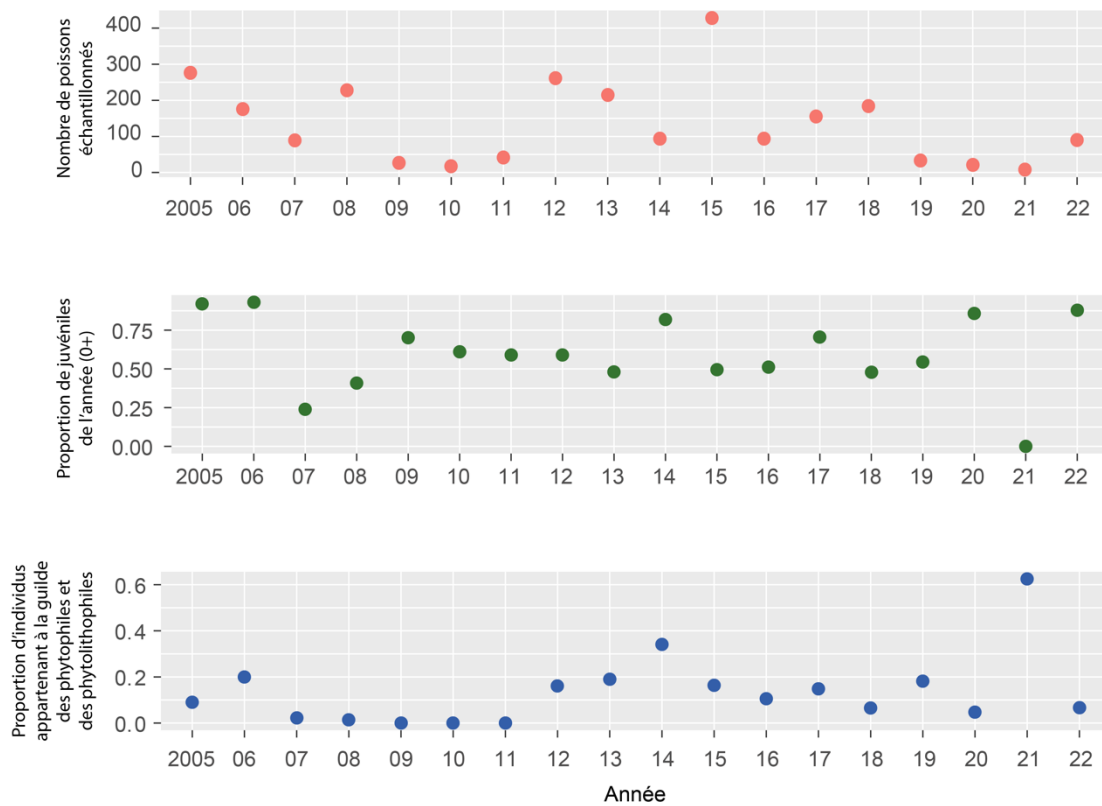 Nombre de poissons
échantillonnés
400
300
200
100
0
2005 06 07 08 09 10 11 12 13 14 15 16 17 18 19 20 21 22
Proportion de juvéniles
de l'année (0+)
0.75
0.50
0.25
0.00
2005 06 07 08 09 10 11 12 13 14 15 16 17 18 19 20 21 22
Proportion d'individus
appartenant à la guilde
des phytophiles et
des phytolithophiles
0.6
0.4
0.2
0.0
2005 06 07 08 09 10 11 12 13 14 15 16 17 18 19 20 21 22
Année